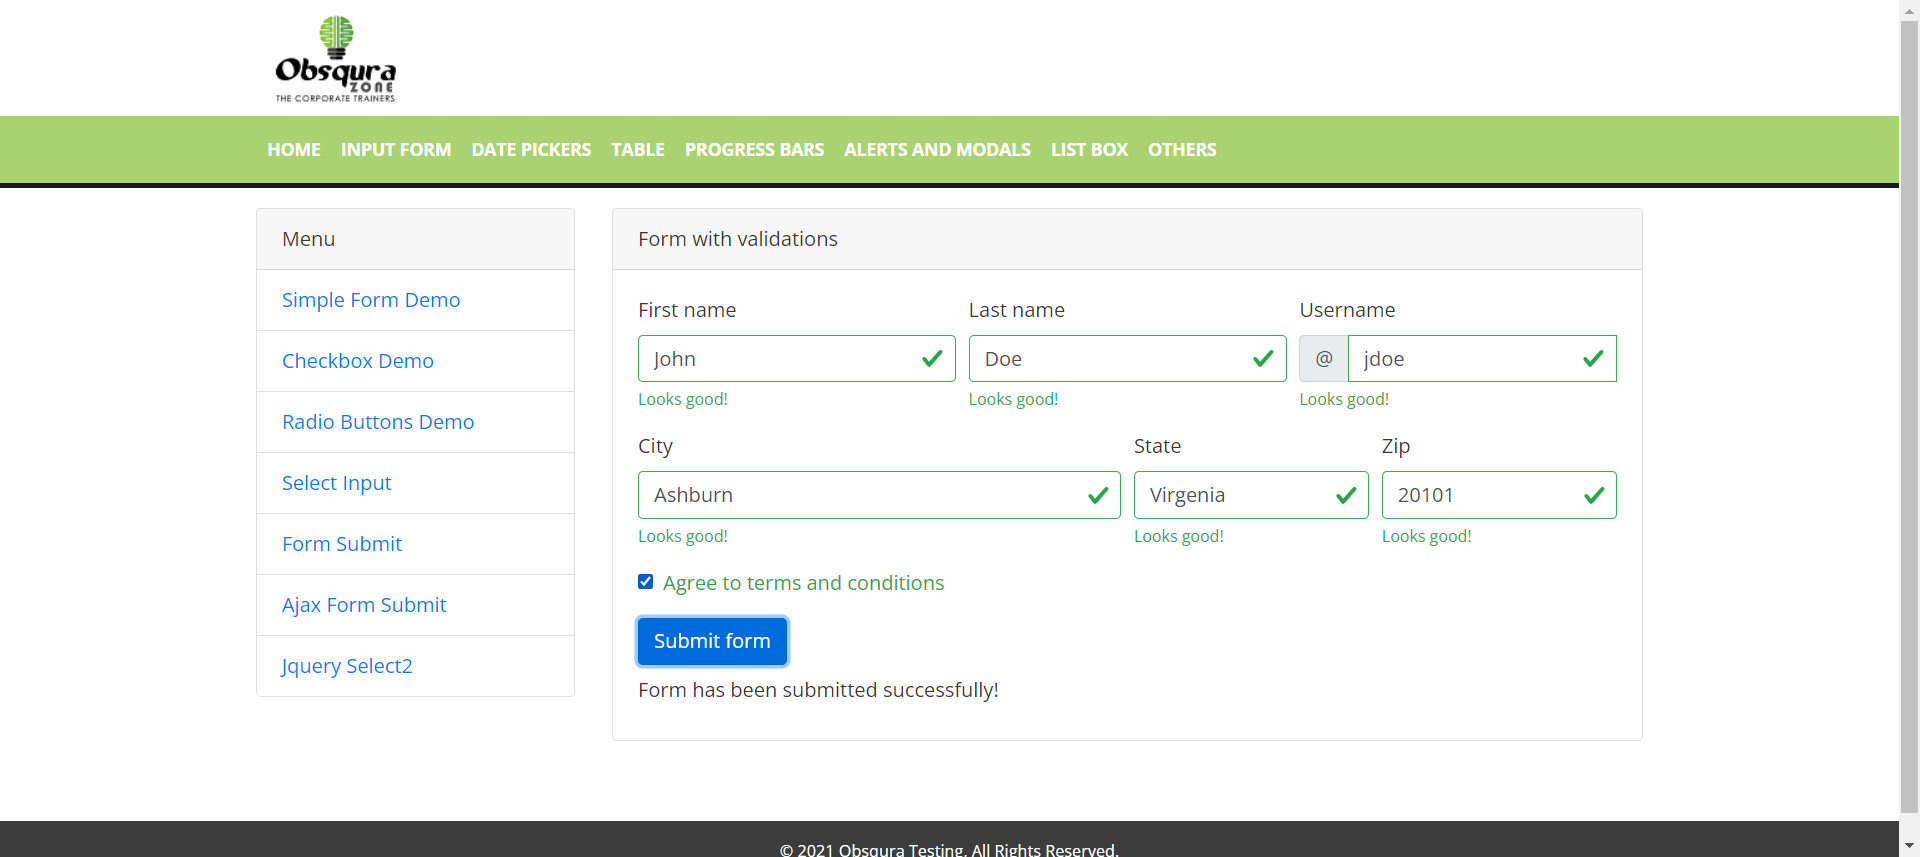 Obsqura
ZONE
THE CORPORATE TRAINERS
HOME INPUT FORM DATE PICKERS TABLE PROGRESS BARS ALERTS AND MODALS LIST BOX OTHERS
Menu
Simple Form Demo
Checkbox Demo
Radio Buttons Demo
Select Input
Form Submit
Ajax Form Submit
Jquery Select2
Form with validations
First name Last name Username
John Doe @ jdoe
Looks good! Looks good! Looks good!
City State Zip
Ashburn Virgenia 20101
Looks good! Looks good! Looks good!
Agree to terms and conditions
Submit form
Form has been submitted successfully!
© 2021 Obsqura Testing. All Rights Reserved.